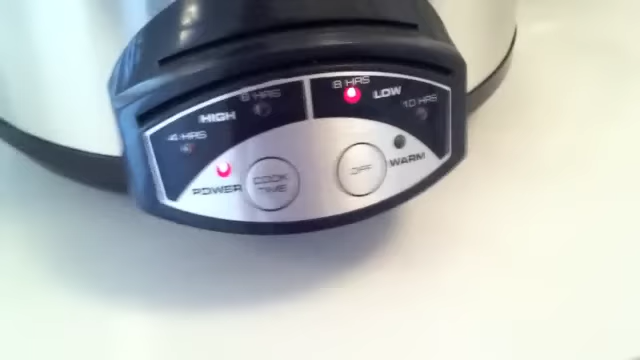 6 HRS
8 HRS
HIGH
LOW
10 HRS
4 HRS
POWER
COOK
TIME
OFF
WARM